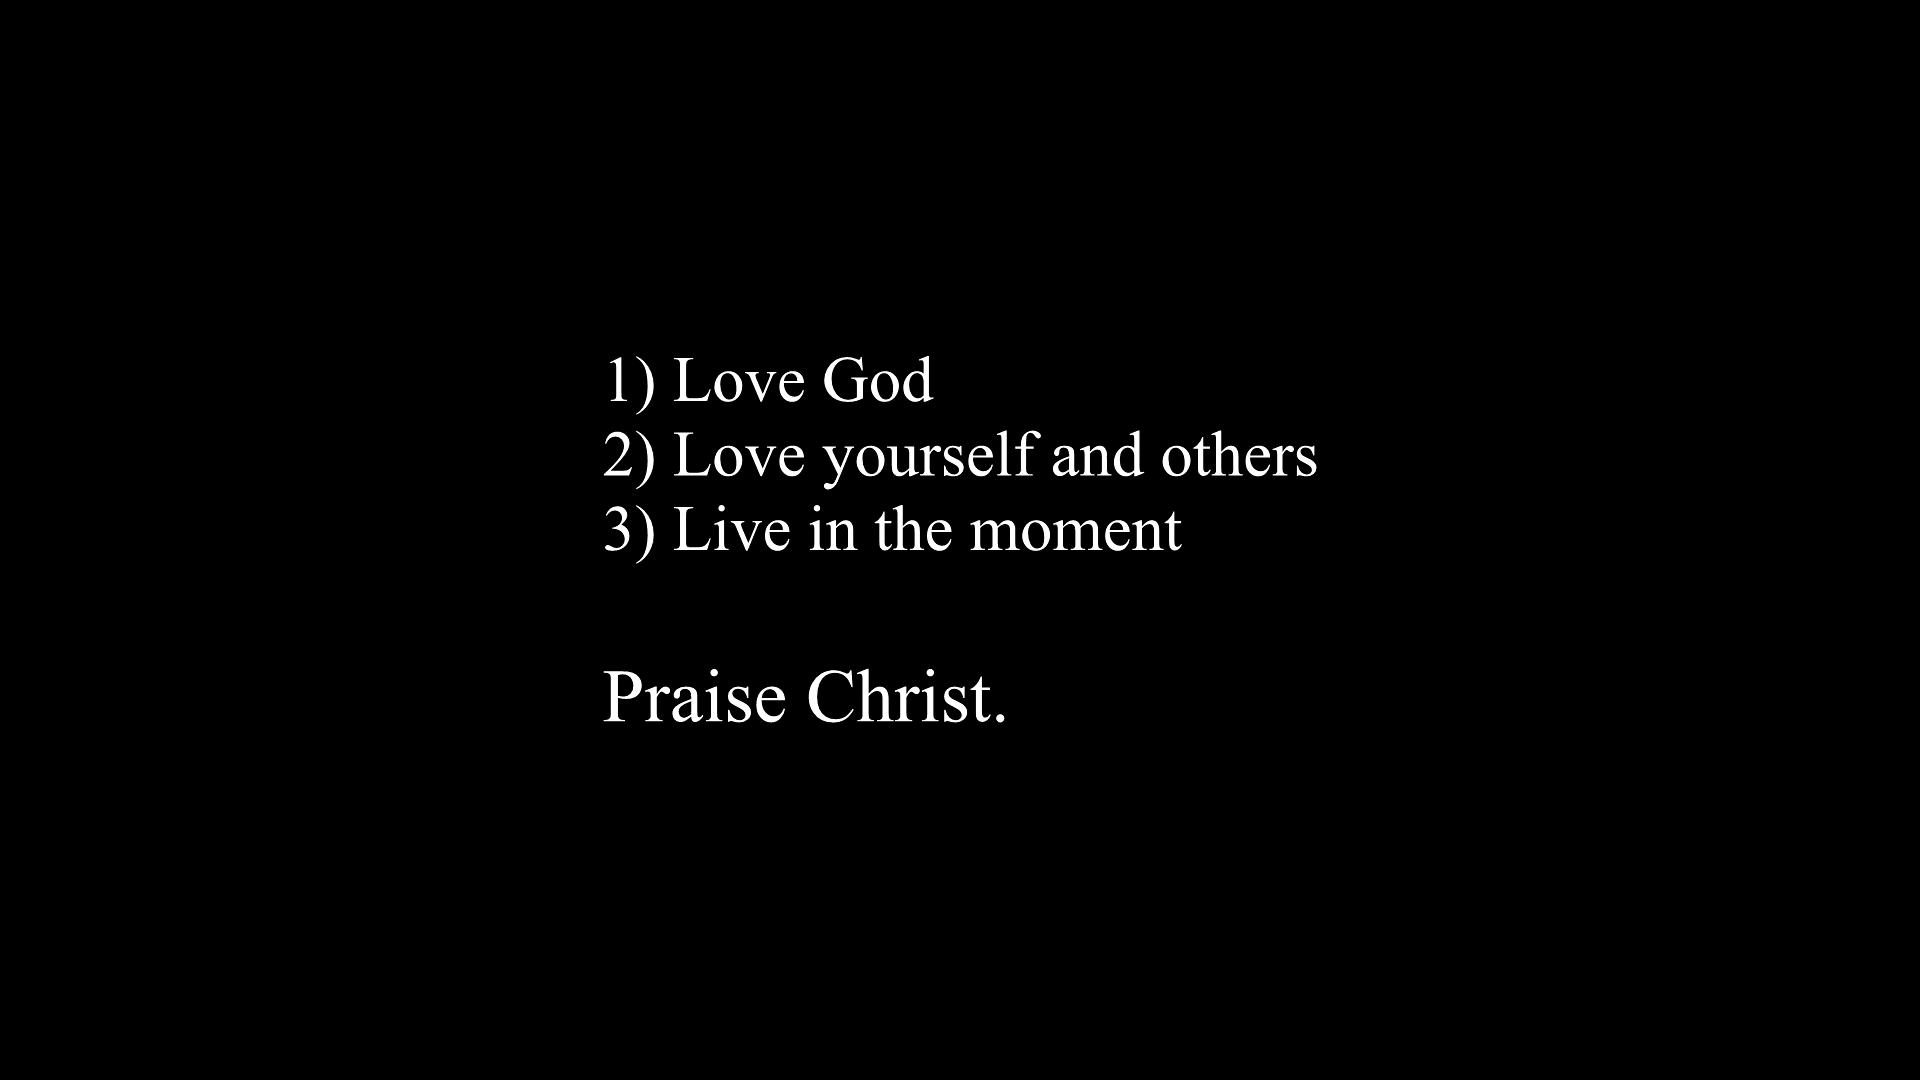 1) Love God
2) Love yourself and others
3) Live in the moment
Praise Christ.